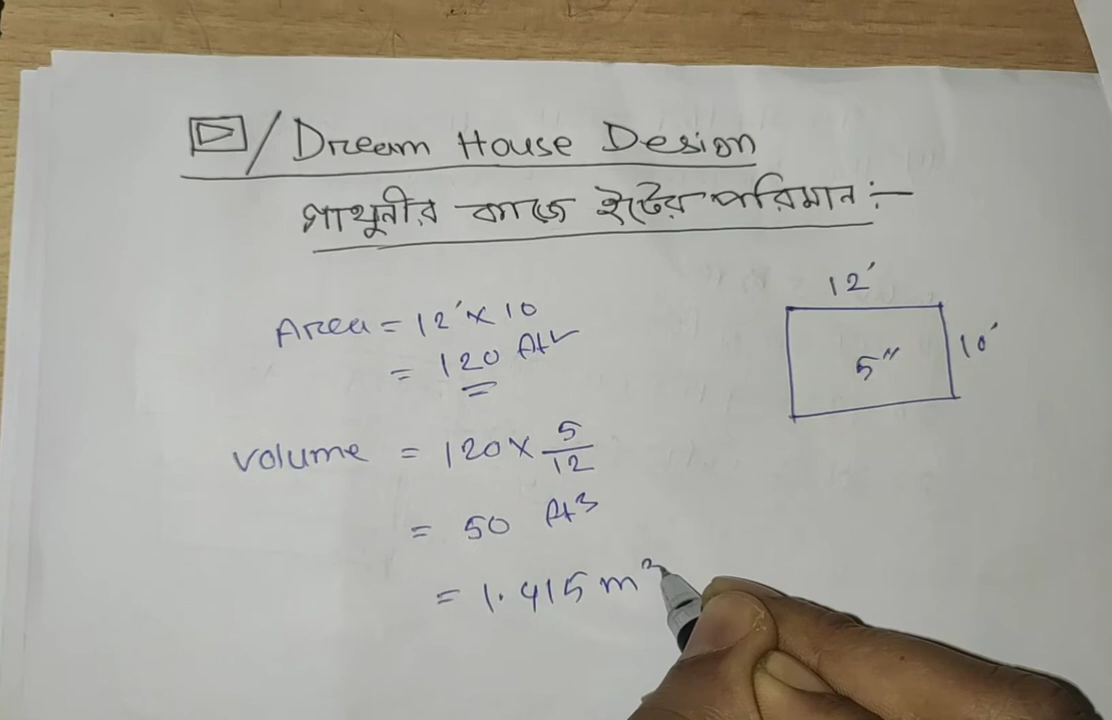 / Dream House Design
গাথুনীর কাজে ইটের পরিমান :-
12'
Area = 12' x 10
10'
= 120 ft²
5"
volume = 120 x 5/12
= 50 ft³
= 1.415 m³